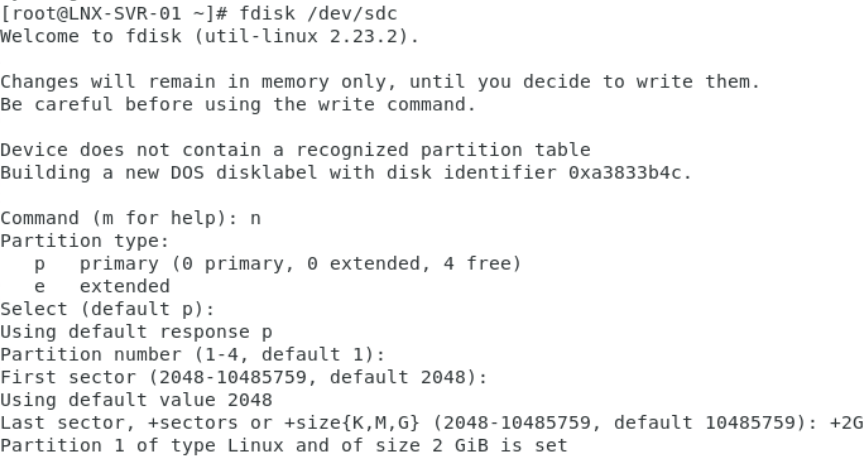 [root@LNX-SVR-01 ~]# fdisk /dev/sdc
Welcome to fdisk (util-linux 2.23.2).
Changes will remain in memory only, until you decide to write them.
Be careful before using the write command.
Device does not contain a recognized partition table
Building a new DOS disklabel with disk identifier 0xa3833b4c.
Command (m for help): n
Partition type:
   p   primary (0 primary, 0 extended, 4 free)
   e   extended
Select (default p):
Using default response p
Partition number (1-4, default 1):
First sector (2048-10485759, default 2048):
Using default value 2048
Last sector, +sectors or +size{K,M,G} (2048-10485759, default 10485759): +2G
Partition 1 of type Linux and of size 2 GiB is set